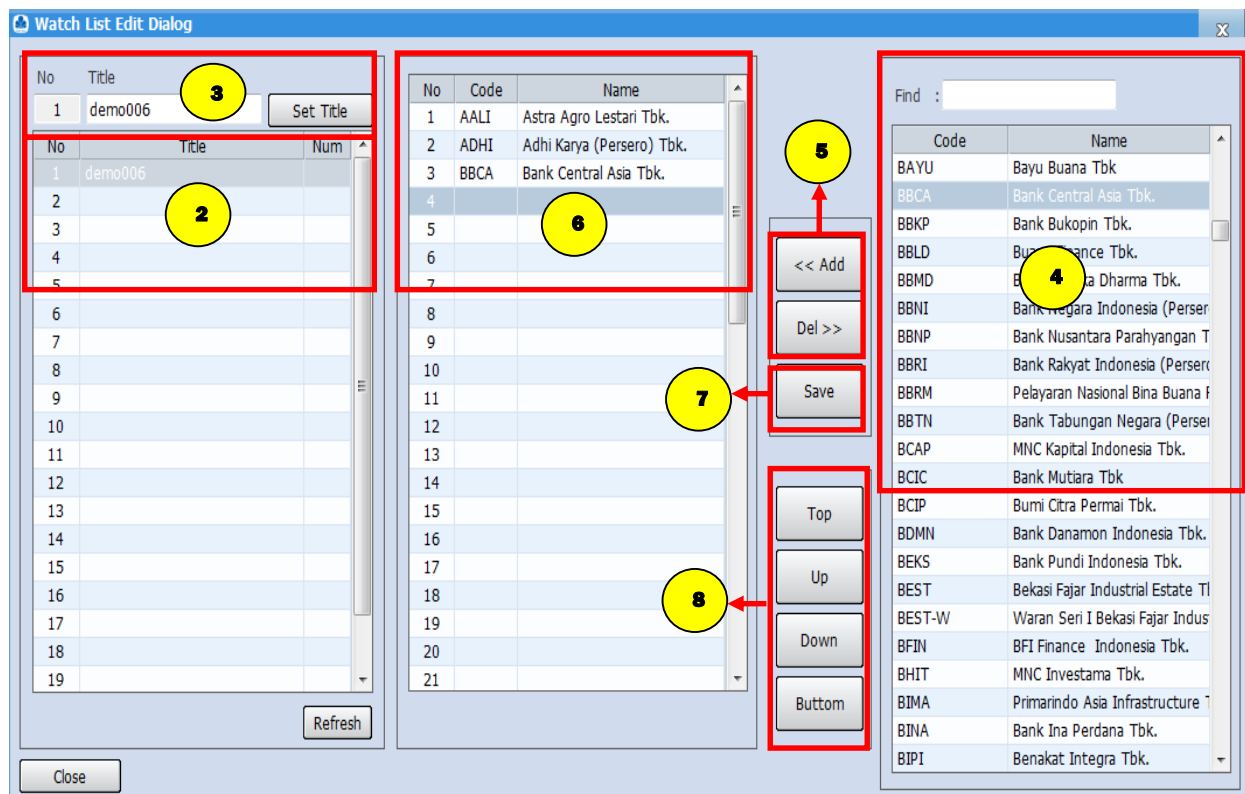 Watch List Edit Dialog
X
No Title
1 demo006 Set Title
3
No Title Num
1 demo006
2
3
4
5
6
7
8
9
10
11
12
13
14
15
16
17
18
19
2
Refresh
Close
No Code Name
1 AALI Astra Agro Lestari Tbk.
2 ADHI Adhi Karya (Persero) Tbk.
3 BBCA Bank Central Asia Tbk.
4
5
6
7
8
9
10
11
12
13
14
15
16
17
18
19
20
21
6
5
<< Add
Del >>
Save
7
Top
Up
Down
Buttom
8
Find :
Code Name
BAYU Bayu Buana Tbk
BBCA Bank Central Asia Tbk.
BBKP Bank Bukopin Tbk.
BBLD Tbk.
BBMD Dharma Tbk.
BBNI Bank Negara Indonesia (Perser
BBNP Bank Nusantara Parahyangan T
BBRI Bank Rakyat Indonesia (Persero
BBRM Pelayaran Nasional Bina Buana
BBTN Bank Tabungan Negara (Perser
BCAP MNC Kapital Indonesia Tbk.
BCIC Bank Mutiara Tbk
BCIP Bumi Citra Permai Tbk.
BDMN Bank Danamon Indonesia Tbk.
BEKS Bank Pundi Indonesia Tbk.
BEST Bekasi Fajar Industrial Estate
BEST-W Waran Seri I Bekasi Fajar Indus
BFIN BFI Finance Indonesia Tbk.
BHIT MNC Investama Tbk.
BIMA Primarindo Asia Infrastructure
BINA Bank Ina Perdana Tbk.
BIPI Benakat Integra Tbk.
4